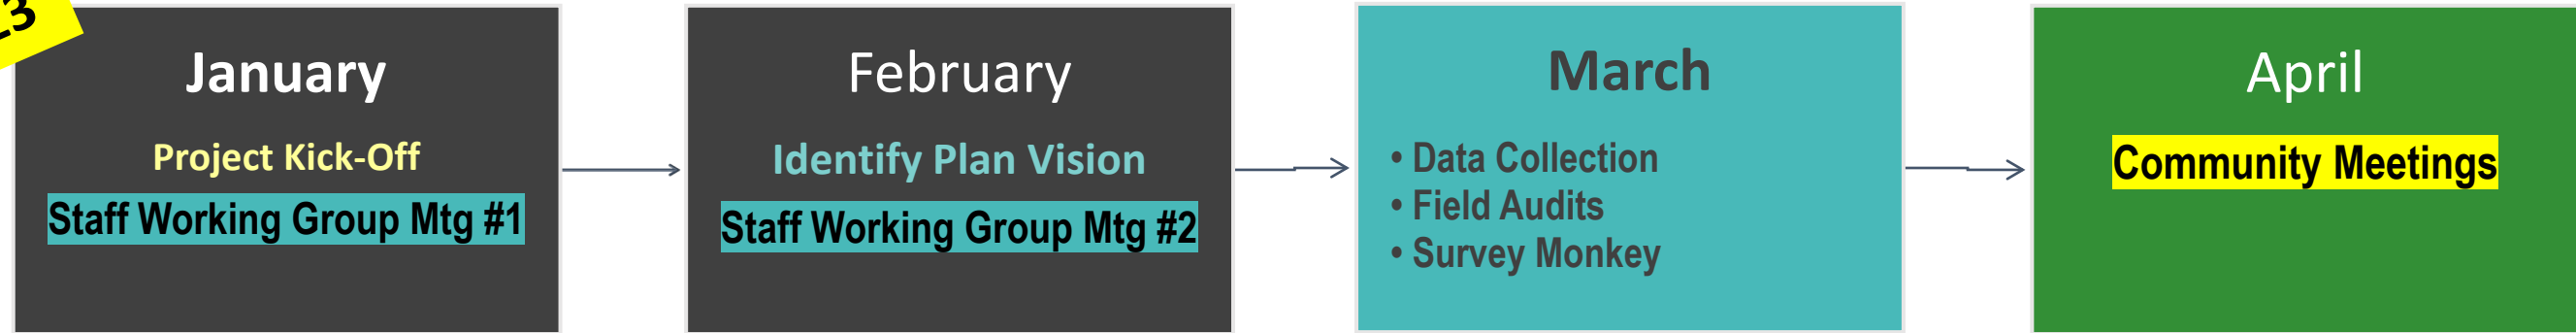 January
Project Kick-Off
Staff Working Group Mtg #1
February
Identify Plan Vision
Staff Working Group Mtg #2
March
• Data Collection
• Field Audits
• Survey Monkey
April
Community Meetings